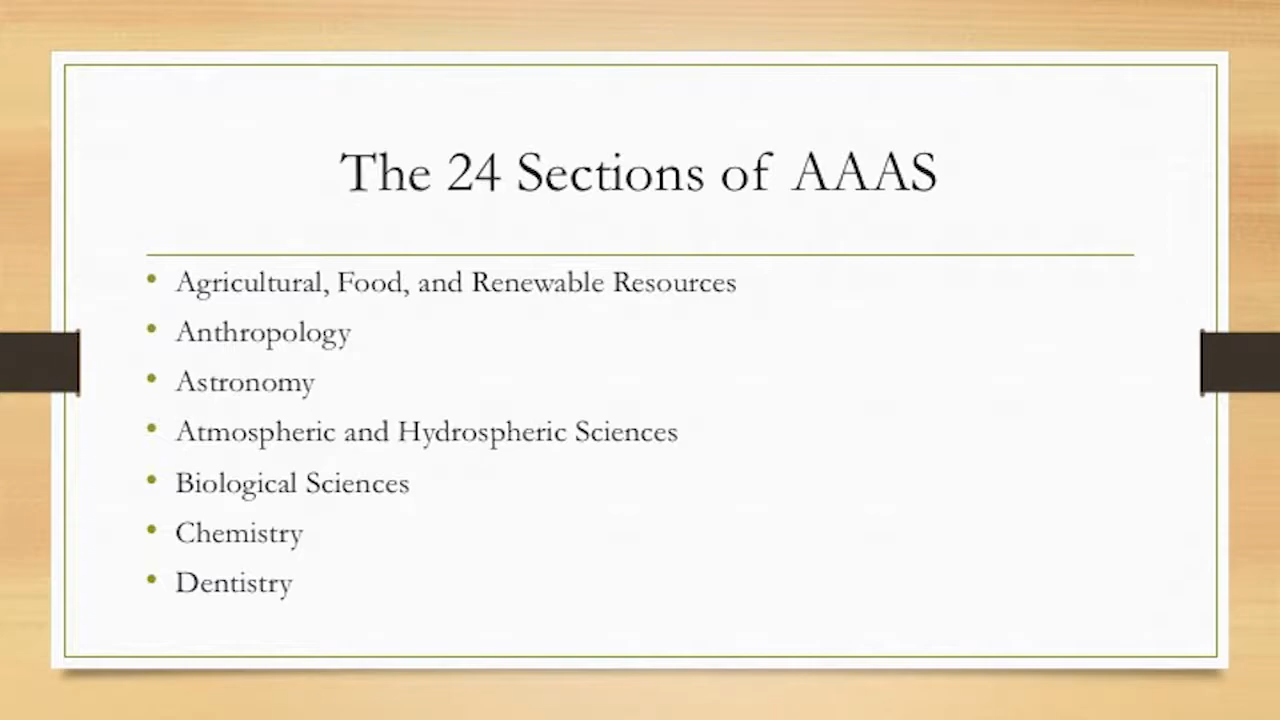 The 24 Sections of AAAS
• Agricultural, Food, and Renewable Resources
• Anthropology
• Astronomy
• Atmospheric and Hydrospheric Sciences
• Biological Sciences
• Chemistry
• Dentistry